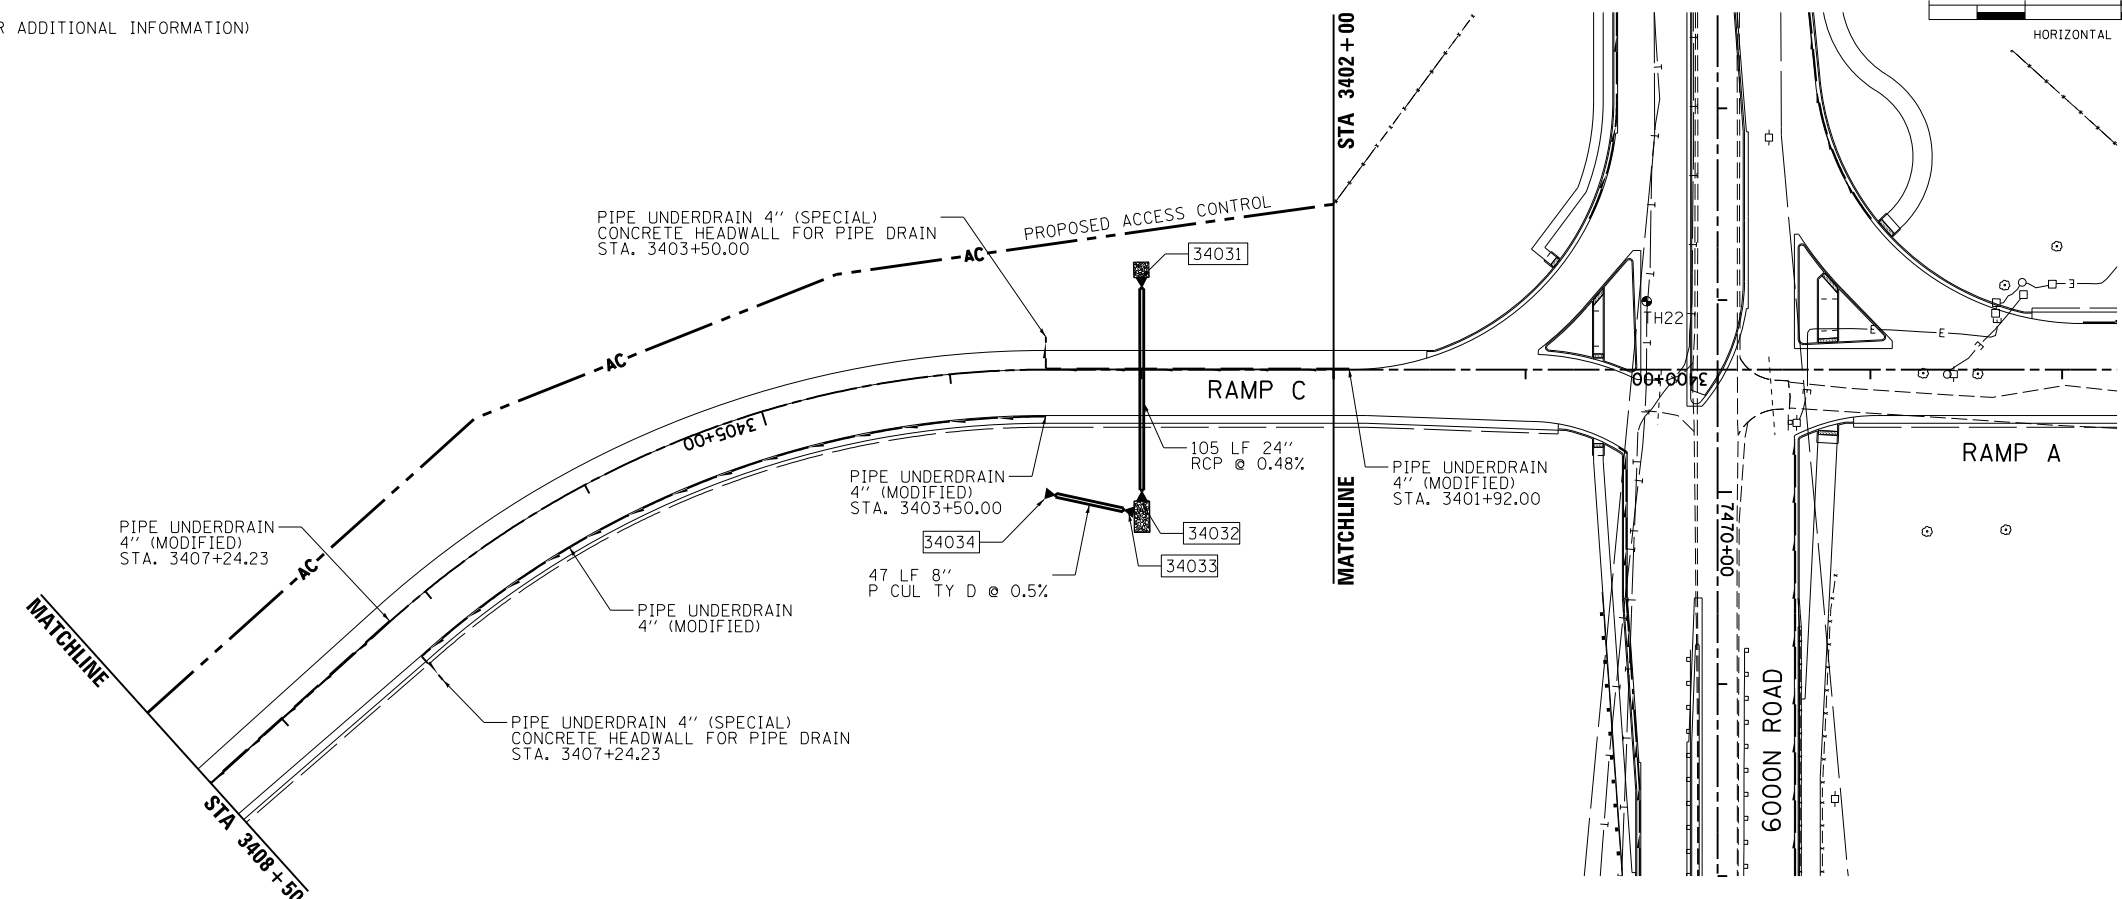 R ADDITIONAL INFORMATION)
HORIZONTAL
STA 3402+00
PROPOSED ACCESS CONTROL
PIPE UNDERDRAIN 4'' (SPECIAL)
CONCRETE HEADWALL FOR PIPE DRAIN
STA. 3403+50.00
AC
34031
TH22
T
T
T
T
T
E
E
E
E
E
AC
3400+00
RAMP C
3405+00
105 LF 24''
RCP @ 0.48%
RAMP A
PIPE UNDERDRAIN
4'' (MODIFIED)
STA. 3403+50.00
PIPE UNDERDRAIN
4'' (MODIFIED)
STA. 3401+92.00
MATCHLINE
7470+00
PIPE UNDERDRAIN
4'' (MODIFIED)
STA. 3407+24.23
34034
34032
34033
AC
47 LF 8''
P CUL TY D @ 0.5%
PIPE UNDERDRAIN
4'' (MODIFIED)
MATCHLINE
PIPE UNDERDRAIN 4'' (SPECIAL)
CONCRETE HEADWALL FOR PIPE DRAIN
STA. 3407+24.23
6000N ROAD
STA 3408+50